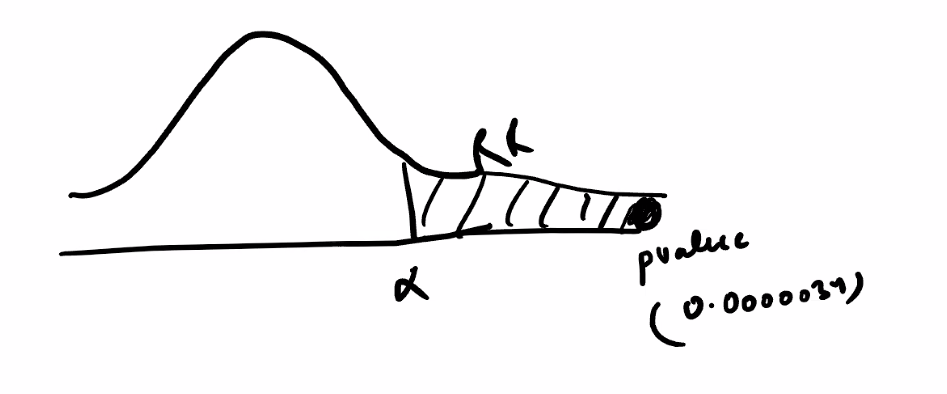 RR
α
pvalue
(0.0000034)